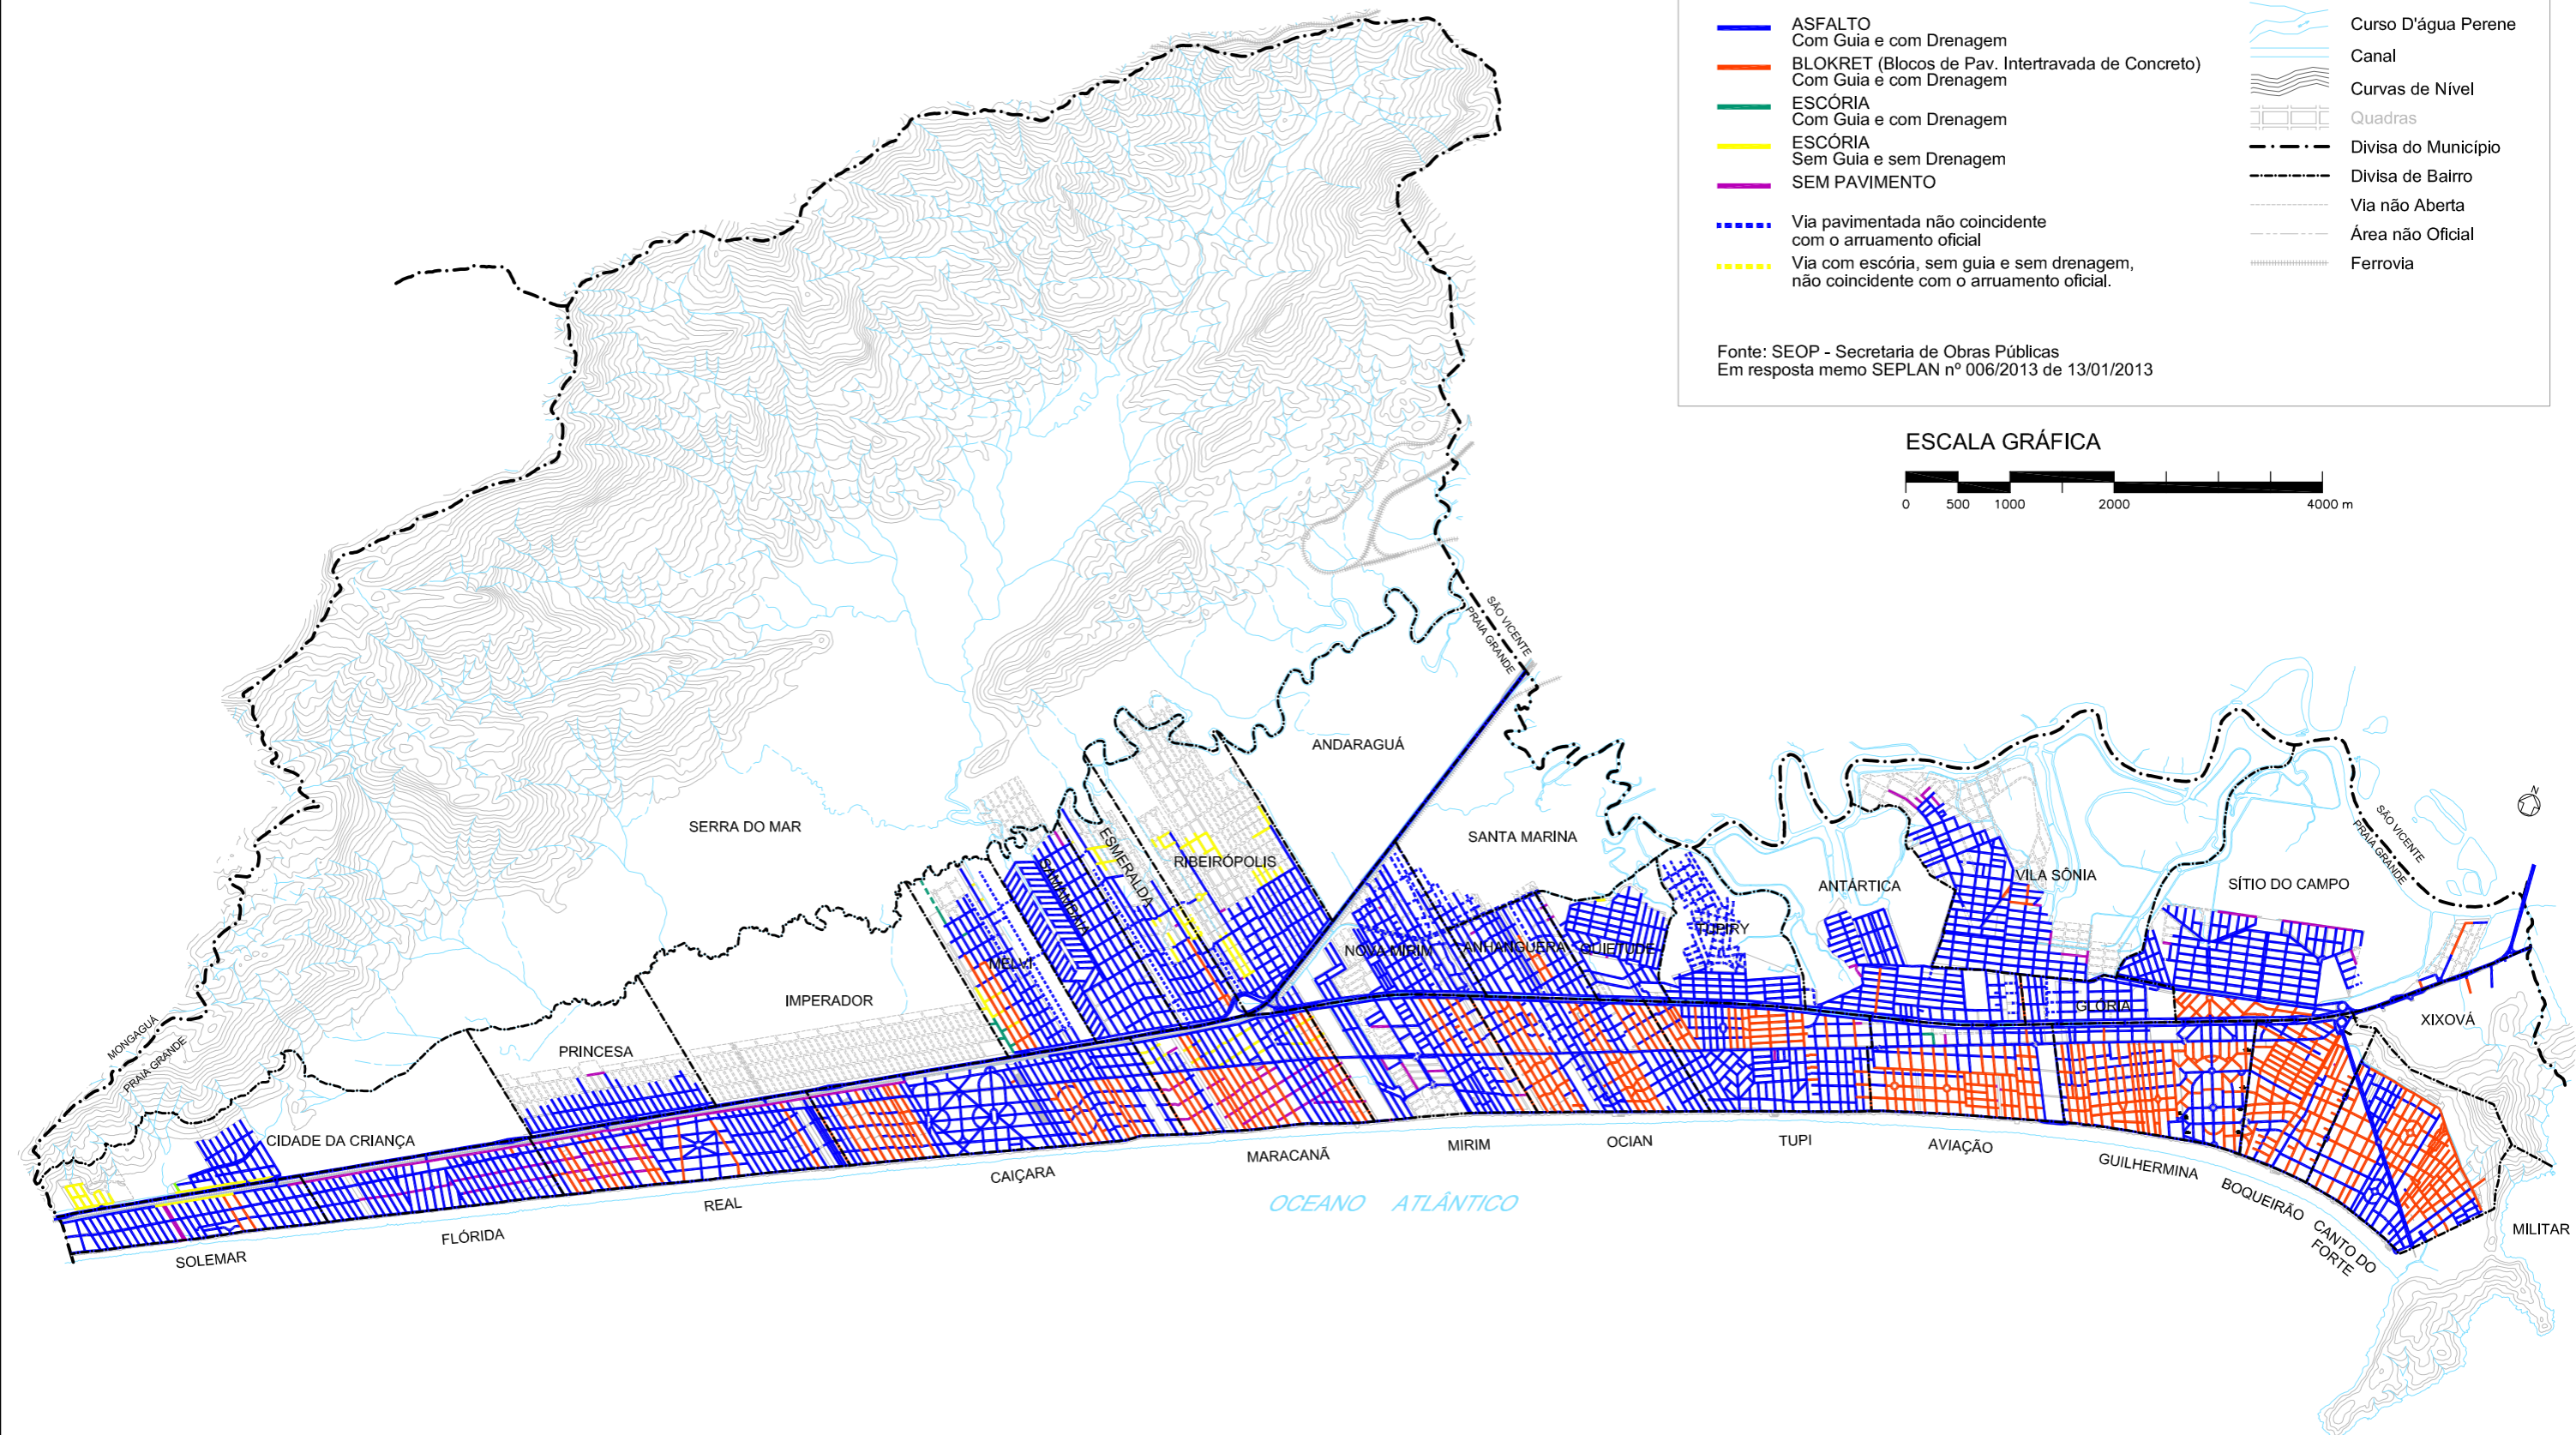 ASFALTO
Com Guia e com Drenagem
BLOKRET (Blocos de Pav. Intertravada de Concreto)
Com Guia e com Drenagem
ESCÓRIA
Com Guia e com Drenagem
ESCÓRIA
Sem Guia e sem Drenagem
SEM PAVIMENTO
Via pavimentada não coincidente
com o arruamento oficial
Via com escória, sem guia e sem drenagem,
não coincidente com o arruamento oficial.
Curso D'água Perene
Canal
Curvas de Nível
Quadras
Divisa do Município
Divisa de Bairro
Via não Aberta
Área não Oficial
Ferrovia
Fonte: SEOP - Secretaria de Obras Públicas
Em resposta memo SEPLAN nº 006/2013 de 13/01/2013
ESCALA GRÁFICA
0 500 1000 2000 4000 m
SÃO VICENTE
PRAIA GRANDE
ANDARAGUÁ
SERRA DO MAR
SANTA MARINA
ESMERALDA
RIBEIRÓPOLIS
SAMAMBAIA
ANTÁRTICA
VILA SÔNIA
SÍTIO DO CAMPO
SÃO VICENTE
PRAIA GRANDE
N
TUPIRY
NOVA MIRIM
ANHANGUERA
QUIETUDE
MELVI
IMPERADOR
GLÓRIA
XIXOVÁ
MONGAGUÁ
PRAIA GRANDE
PRINCESA
CIDADE DA CRIANÇA
SOLEMAR
FLÓRIDA
REAL
CAIÇARA
MARACANÃ
MIRIM
OCIAN
TUPI
AVIAÇÃO
GUILHERMINA
BOQUEIRÃO
CANTO DO
FORTE
MILITAR
OCEANO ATLÂNTICO